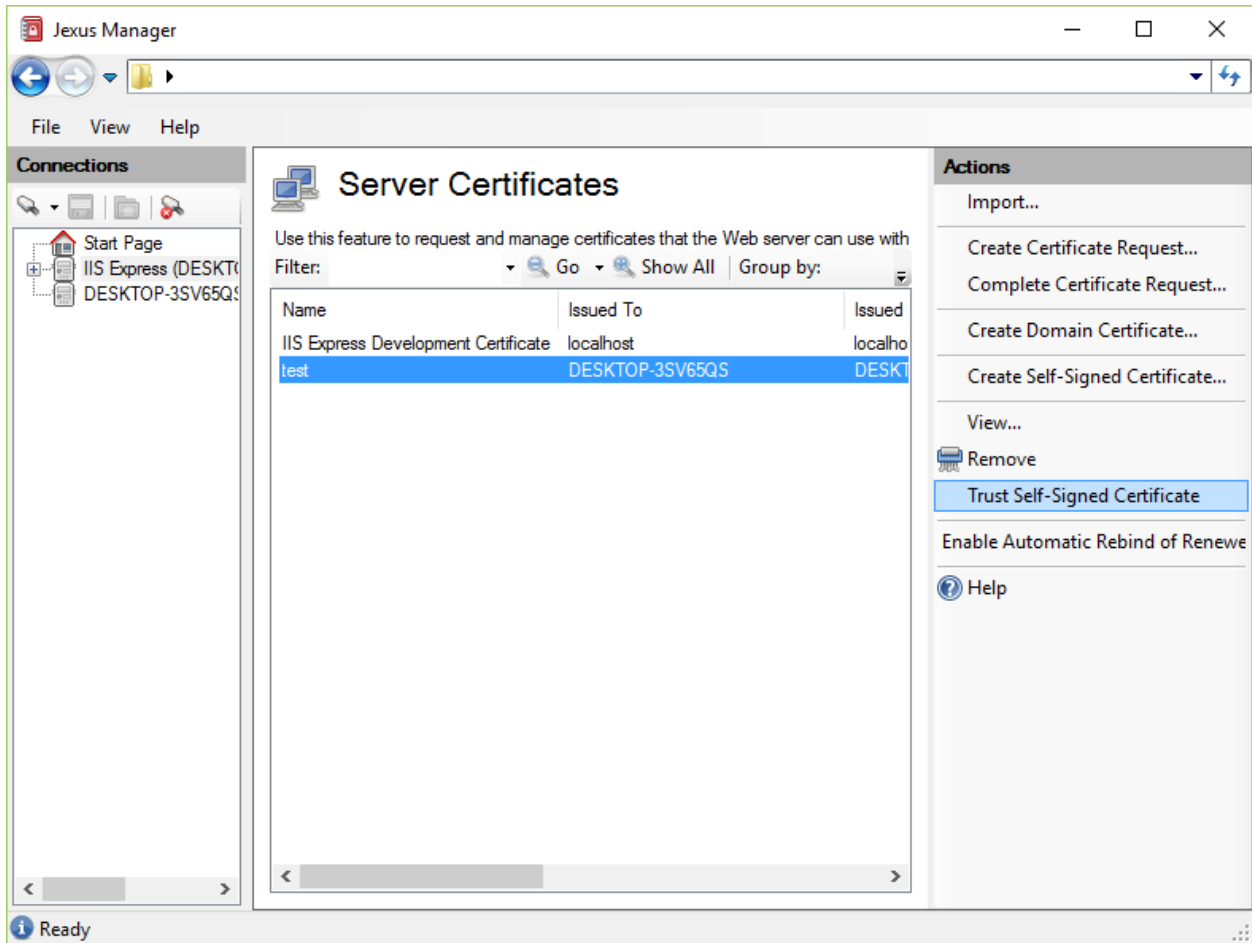 Jexus Manager
File View Help
Connections
Start Page
IIS Express (DESKT(
DESKTOP-3SV65QS
Server Certificates
Use this feature to request and manage certificates that the Web server can use with
Filter: Go Show All Group by:
Name Issued To Issued
IIS Express Development Certificate localhost localho
test DESKTOP-3SV65QS DESKT
Actions
Import...
Create Certificate Request...
Complete Certificate Request...
Create Domain Certificate...
Create Self-Signed Certificate...
View...
Remove
Trust Self-Signed Certificate
Enable Automatic Rebind of Renewe
Help
Ready